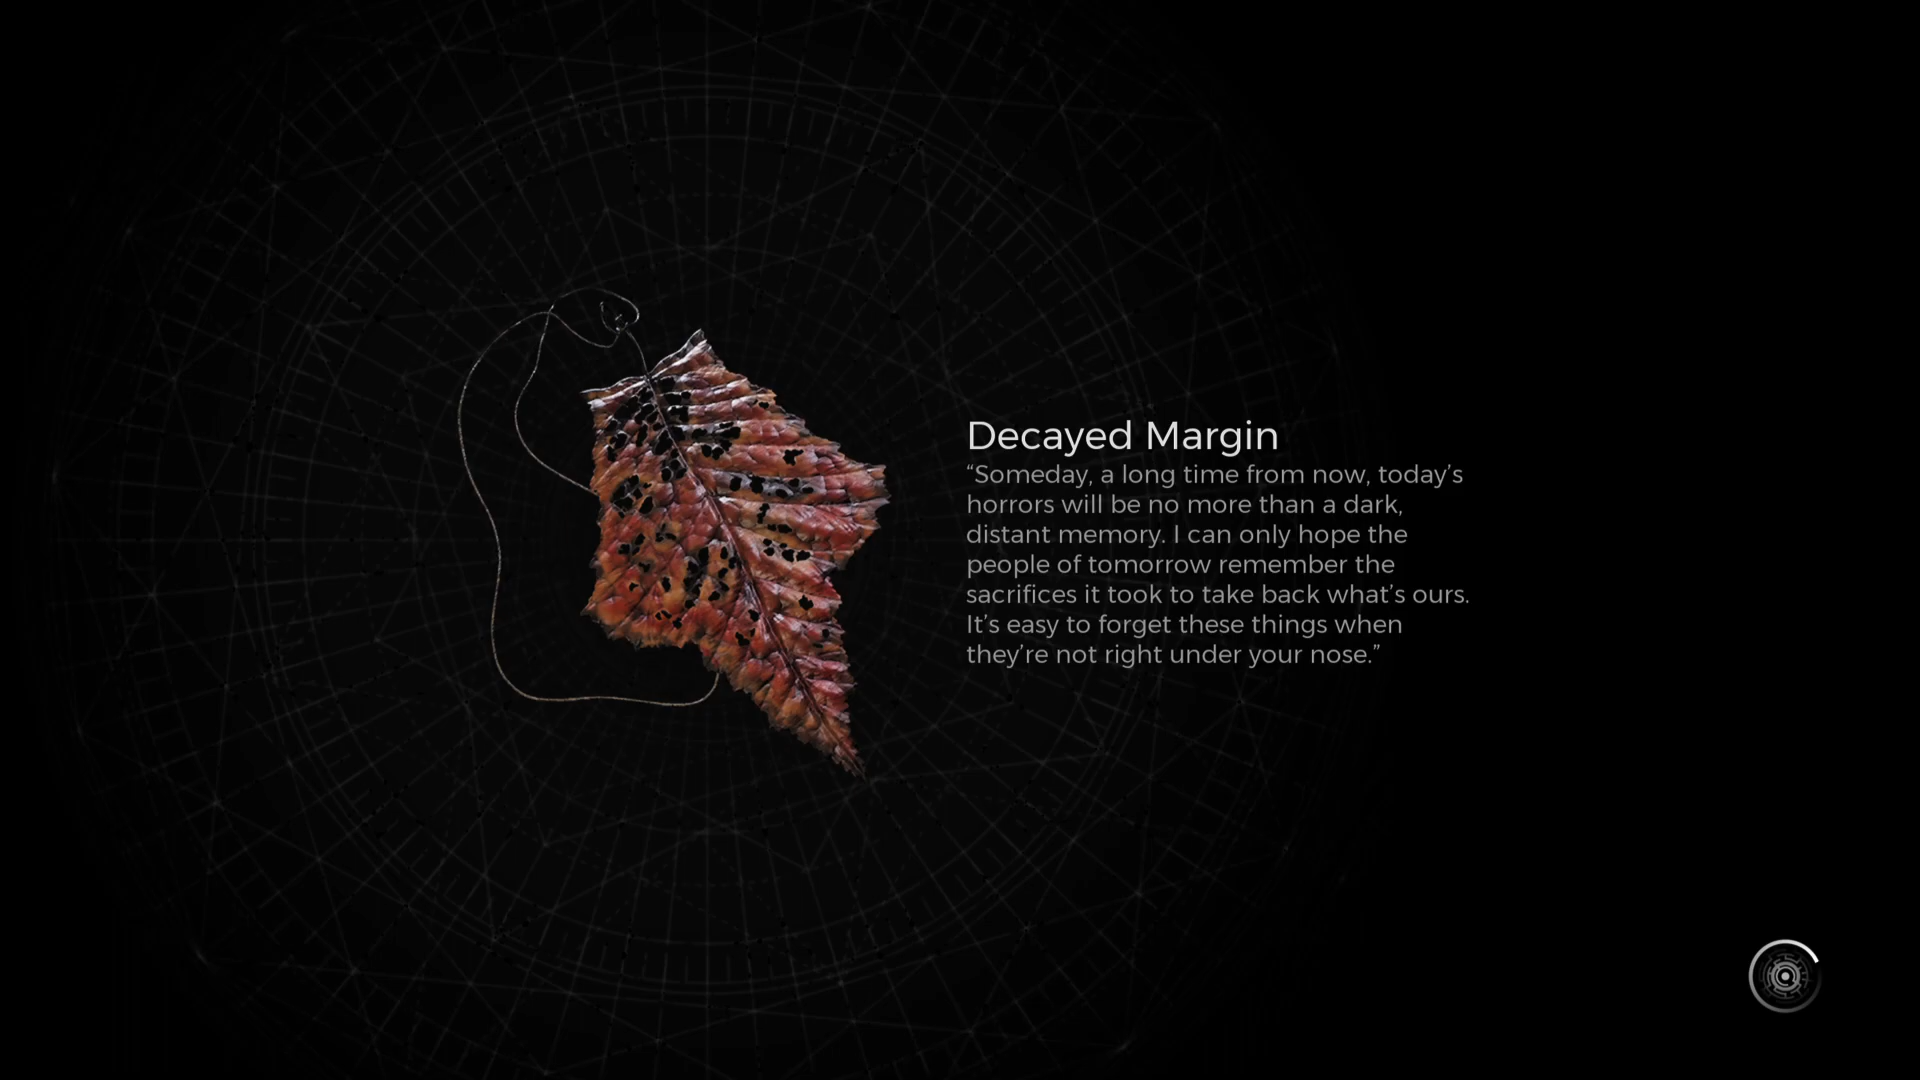 Decayed Margin
“Someday, a long time from now, today’s
horrors will be no more than a dark,
distant memory. I can only hope the
people of tomorrow remember the
sacrifices it took to take back what’s ours.
It’s easy to forget these things when
they’re not right under your nose.”